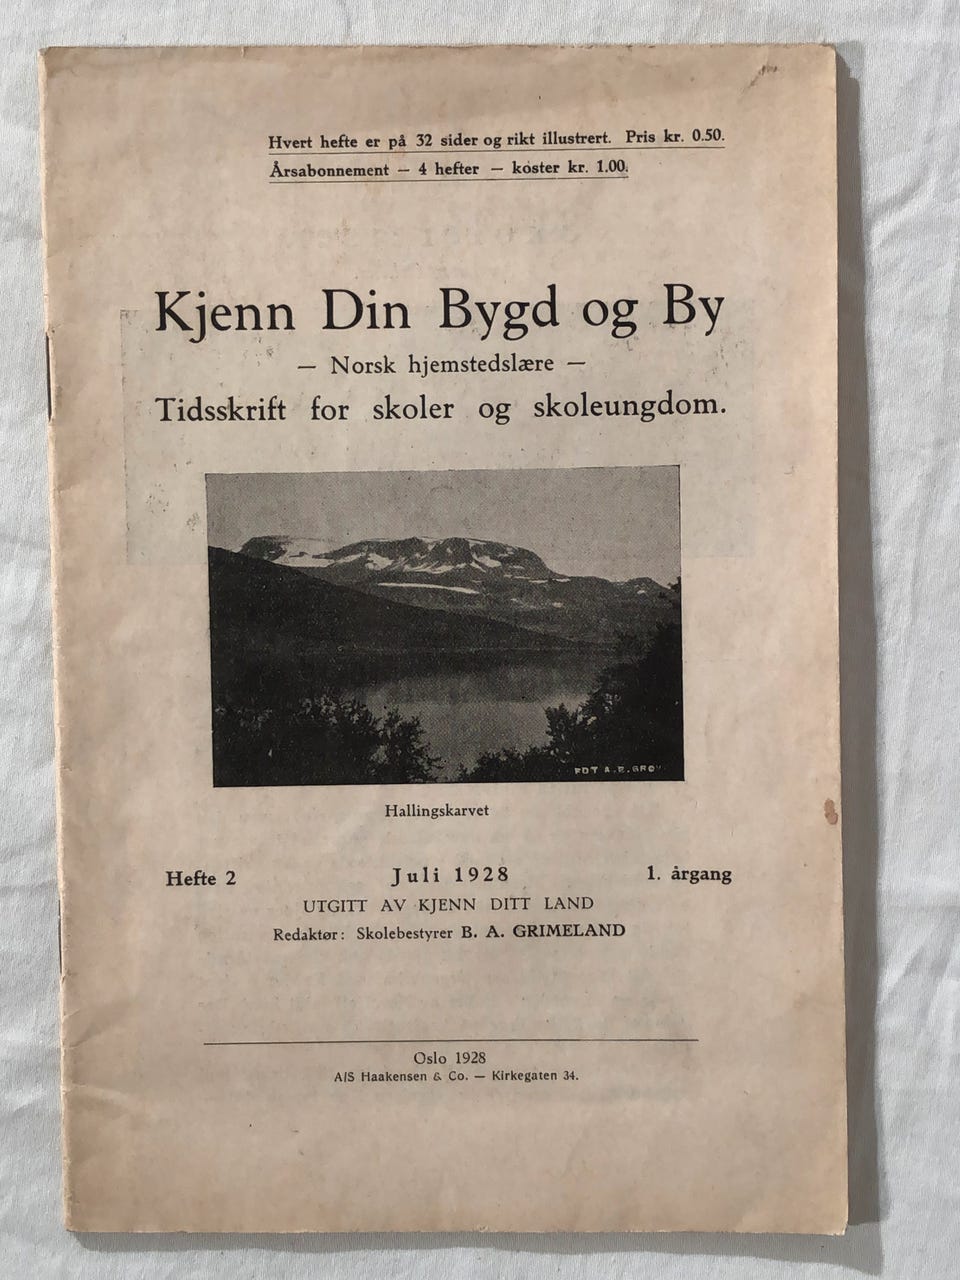 Hvert hefte er på 32 sider og rikt illustrert. Pris kr. 0.50.
Årsabonnement — 4 hefter — koster kr. 1.00.
Kjenn Din Bygd og By
— Norsk hjemstedslære —
Tidsskrift for skoler og skoleungdom.
FOT A.
Hallingskarvet
Hefte 2 Juli 1928 1. årgang
UTGITT AV KJENN DITT LAND
Redaktør: Skolebestyrer B. A. GRIMELAND
Oslo 1928
A/S Haakensen & Co. — Kirkegaten 34.